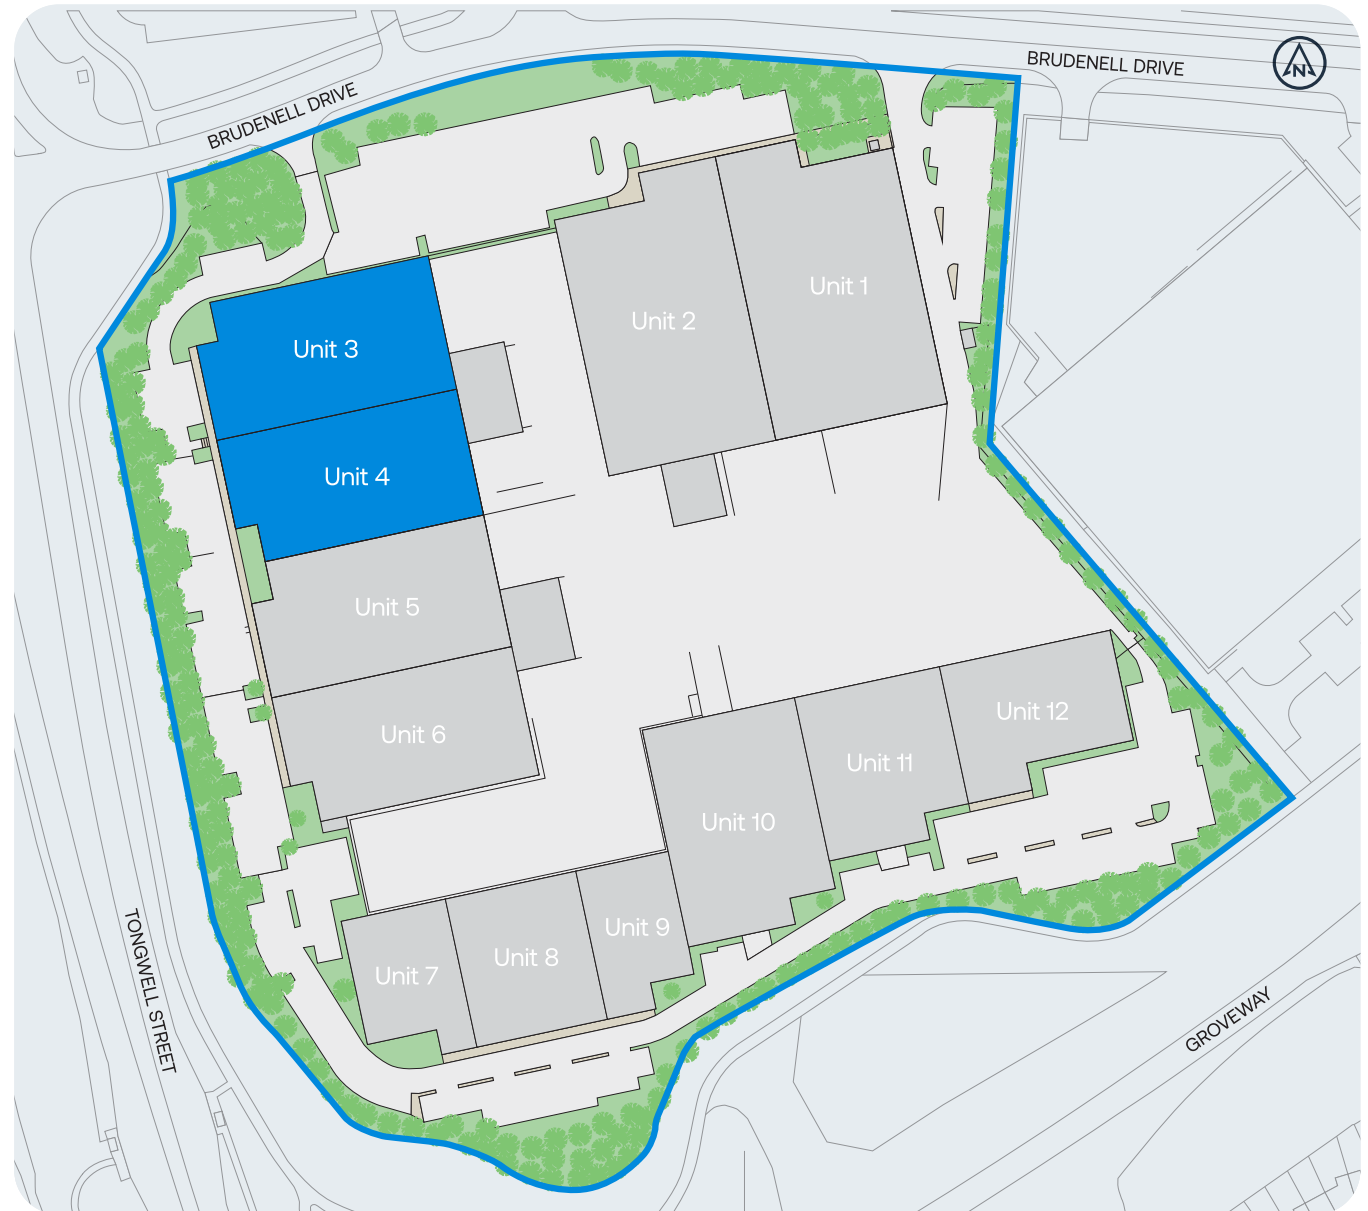 BRUDENELL DRIVE
N
BRUDENELL DRIVE
Unit 1
Unit 2
Unit 3
Unit 4
Unit 5
Unit 6
Unit 12
Unit 11
Unit 10
Unit 9
Unit 8
Unit 7
TONGWELL STREET
GROVEWAY